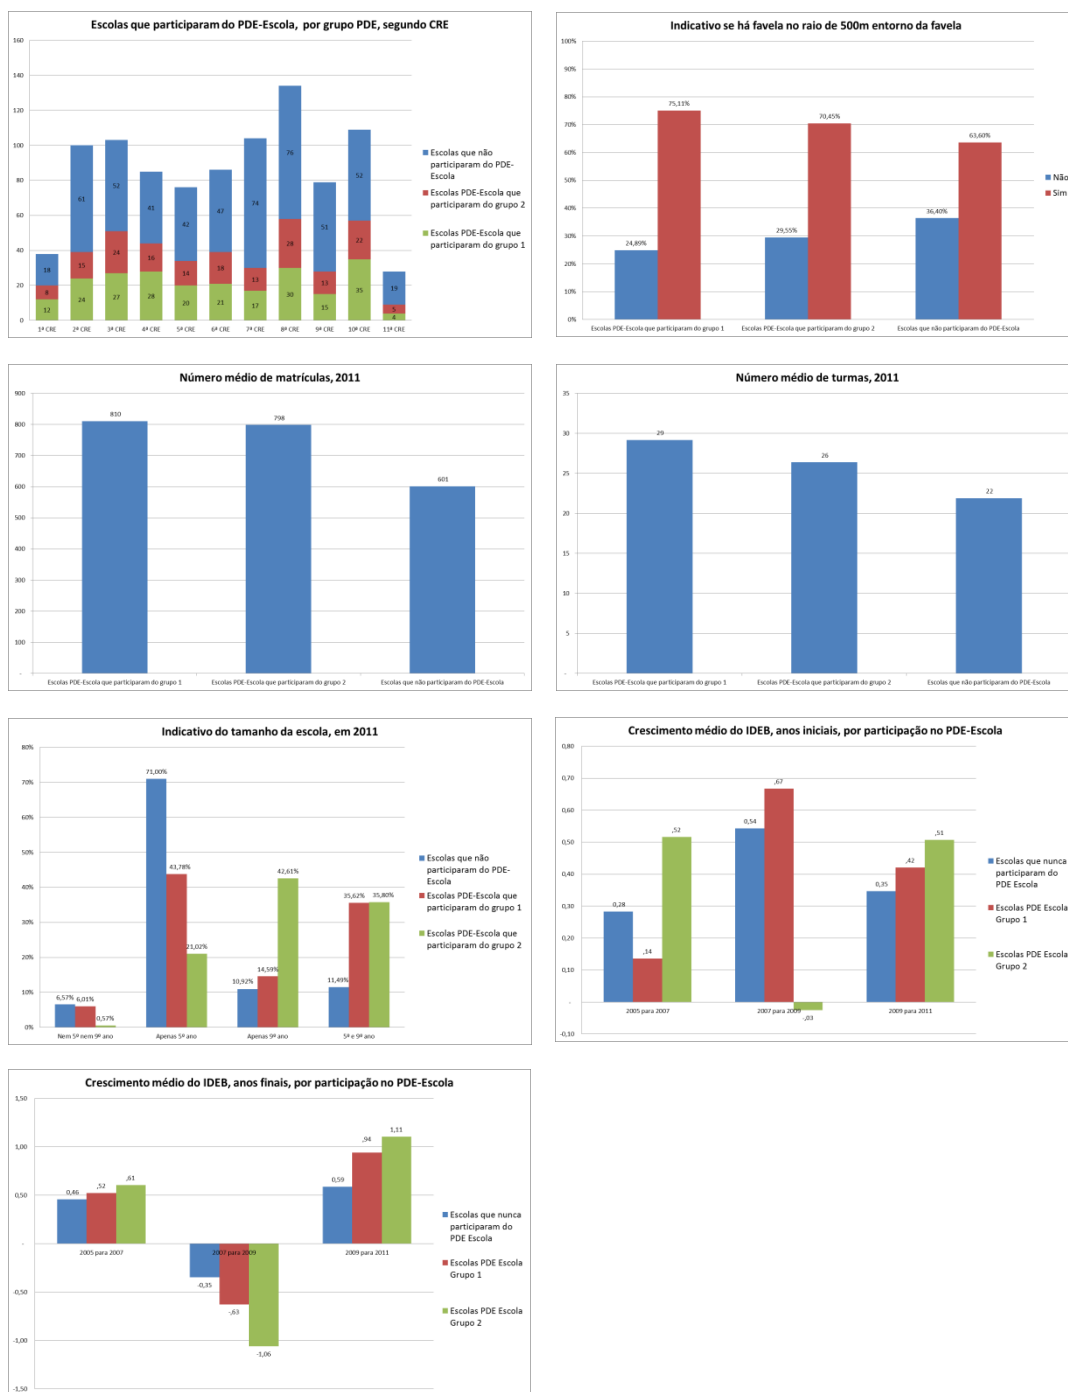 Escolas que participaram do PDE-Escola, por grupo PDE, segundo CRE
160
140
120
100
80
60
40
20
0
18
8
12
61
15
24
52
24
27
41
16
28
42
14
20
47
18
21
74
13
17
76
28
30
51
13
15
52
22
35
19
5
4
1ª CRE
2ª CRE
3ª CRE
4ª CRE
5ª CRE
6ª CRE
7ª CRE
8ª CRE
9ª CRE
10ª CRE
11ª CRE
Escolas que não
participaram do PDE-
Escola
Escolas PDE-Escola que
participaram do grupo 2
Escolas PDE-Escola que
participaram do grupo 1
Indicativo se há favela no raio de 500m entorno da favela
100%
90%
80%
70%
60%
50%
40%
30%
20%
10%
0%
24,89%
75,11%
29,55%
70,45%
36,40%
63,60%
Escolas PDE-Escola que participaram do grupo 1
Escolas PDE-Escola que participaram do grupo 2
Escolas que não participaram do PDE-Escola
Não
Sim
Número médio de matrículas, 2011
900
800
700
600
500
400
300
200
100
-
810
798
601
Escolas PDE-Escola que participaram do grupo 1
Escolas PDE-Escola que participaram do grupo 2
Escolas que não participaram do PDE-Escola
Número médio de turmas, 2011
35
30
25
20
15
10
5
-
29
26
22
Escolas PDE-Escola que participaram do grupo 1
Escolas PDE-Escola que participaram do grupo 2
Escolas que não participaram do PDE-Escola
Indicativo do tamanho da escola, em 2011
80%
70%
60%
50%
40%
30%
20%
10%
0%
6,57%
6,01%
0,57%
71,00%
43,78%
21,02%
10,92%
14,59%
42,61%
11,49%
35,62%
35,80%
Nem 5º nem 9º ano
Apenas 5º ano
Apenas 9º ano
5º e 9º ano
Escolas que não
participaram do PDE-
Escola
Escolas PDE-Escola que
participaram do grupo 1
Escolas PDE-Escola que
participaram do grupo 2
Crescimento médio do IDEB, anos iniciais, por participação no PDE-Escola
0,80
0,70
0,60
0,50
0,40
0,30
0,20
0,10
-
-0,10
0,28
,14
,52
0,54
,67
-,03
0,35
,42
,51
2005 para 2007
2007 para 2009
2009 para 2011
Escolas que nunca
participaram do
PDE Escola
Escolas PDE Escola
Grupo 1
Escolas PDE Escola
Grupo 2
Crescimento médio do IDEB, anos finais, por participação no PDE-Escola
1,50
1,00
0,50
-
-0,50
-1,00
-1,50
0,46
,52
,61
-0,35
-,63
-1,06
0,59
,94
1,11
2005 para 2007
2007 para 2009
2009 para 2011
Escolas que nunca
participaram do
PDE Escola
Escolas PDE Escola
Grupo 1
Escolas PDE Escola
Grupo 2